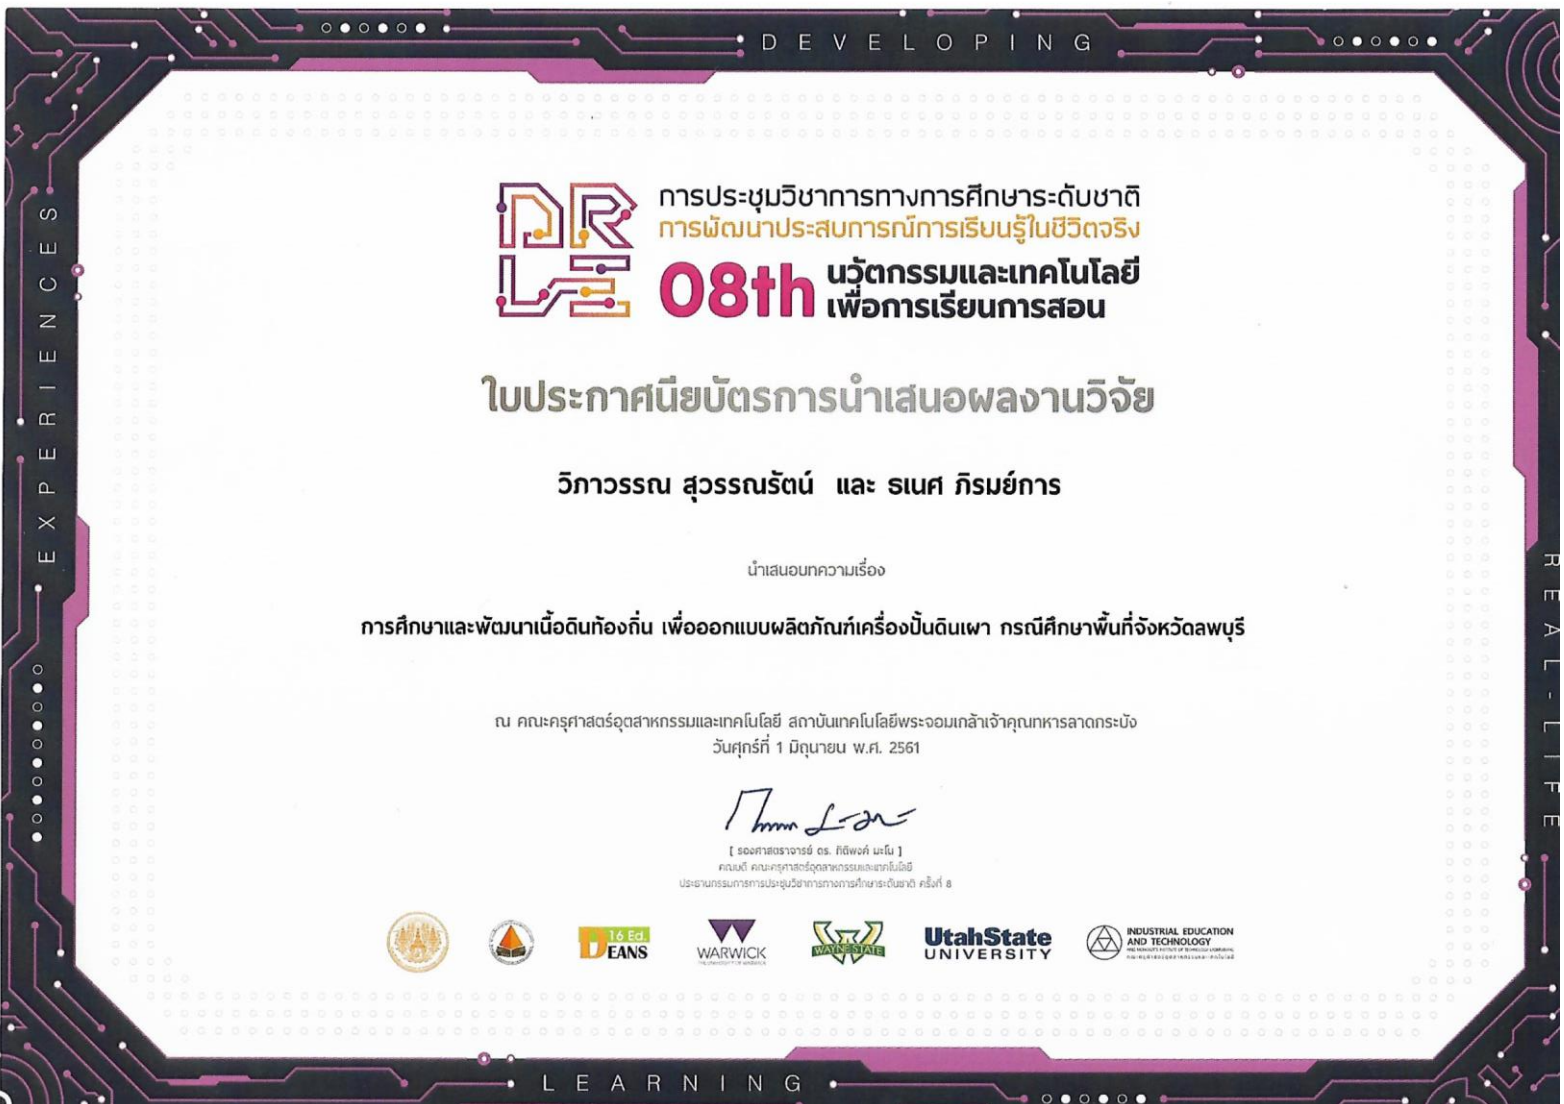 DEVELOPING
EXPERIENCES
REAL-LIFE
LEARNING
DRLE
การประชุมวิชาการทางการศึกษาระดับชาติ
การพัฒนาประสบการณ์การเรียนรู้ในชีวิตจริง
08th นวัตกรรมและเทคโนโลยี
เพื่อการเรียนการสอน
ใบประกาศนียบัตรการนำเสนอผลงานวิจัย
วิภาวรรณ สุวรรณรัตน์ และ ธเนศ ภิรมย์การ
นำเสนอบทความเรื่อง
การศึกษาและพัฒนาเนื้อดินท้องถิ่น เพื่อออกแบบผลิตภัณฑ์เครื่องปั้นดินเผา กรณีศึกษาพื้นที่จังหวัดลพบุรี
ณ คณะครุศาสตร์อุตสาหกรรมและเทคโนโลยี สถาบันเทคโนโลยีพระจอมเกล้าเจ้าคุณทหารลาดกระบัง
วันศุกร์ที่ 1 มิถุนายน พ.ศ. 2561
[ รองศาสตราจารย์ ดร. กิติพงค์ มะโน ]
คณบดี คณะครุศาสตร์อุตสาหกรรมและเทคโนโลยี
ประธานกรรมการการประชุมวิชาการทางการศึกษาระดับชาติ ครั้งที่ 8
16 Ed.
DEANS
WARWICK
WAYNE STATE
UtahState
UNIVERSITY
INDUSTRIAL EDUCATION
AND TECHNOLOGY